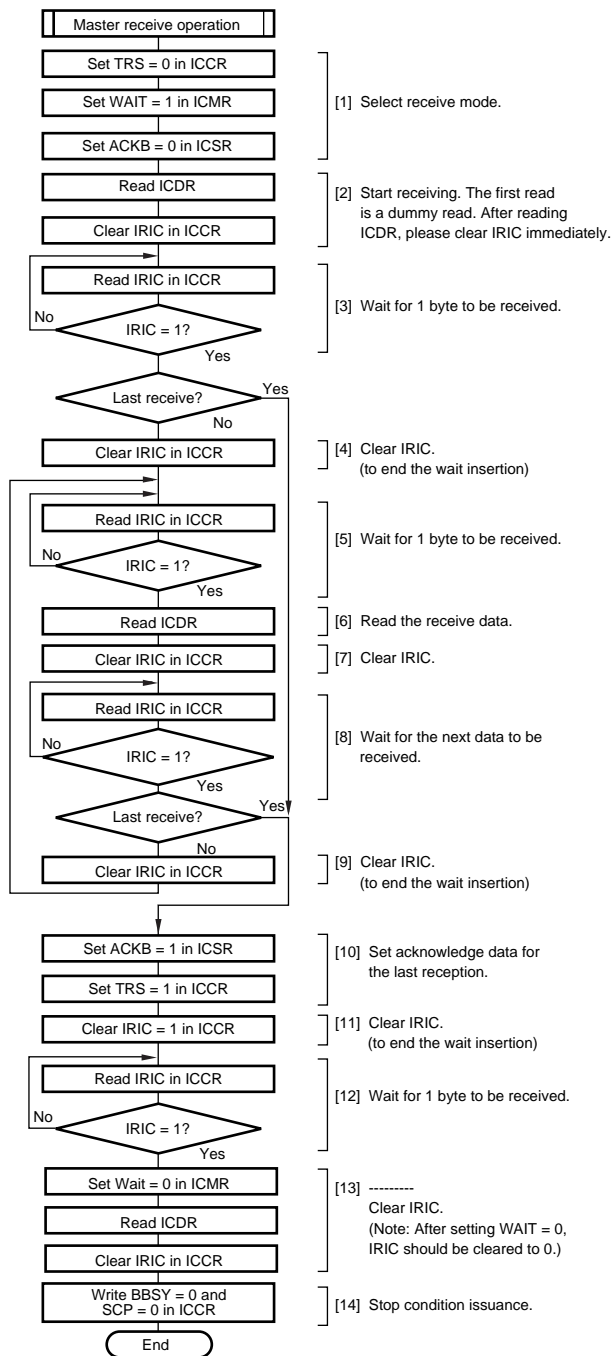 Master receive operation
Set TRS = 0 in ICCR
Set WAIT = 1 in ICMR
Set ACKB = 0 in ICSR
[1] Select receive mode.
Read ICDR
Clear IRIC in ICCR
[2] Start receiving. The first read
is a dummy read. After reading
ICDR, please clear IRIC immediately.
Read IRIC in ICCR
No
IRIC = 1?
Yes
[3] Wait for 1 byte to be received.
Last receive?
Yes
No
Clear IRIC in ICCR
[4] Clear IRIC.
(to end the wait insertion)
Read IRIC in ICCR
No
IRIC = 1?
Yes
[5] Wait for 1 byte to be received.
Read ICDR
[6] Read the receive data.
Clear IRIC in ICCR
[7] Clear IRIC.
Read IRIC in ICCR
No
IRIC = 1?
Yes
[8] Wait for the next data to be
received.
Last receive?
Yes
No
Clear IRIC in ICCR
[9] Clear IRIC.
(to end the wait insertion)
Set ACKB = 1 in ICSR
Set TRS = 1 in ICCR
[10] Set acknowledge data for
the last reception.
Clear IRIC = 1 in ICCR
[11] Clear IRIC.
(to end the wait insertion)
Read IRIC in ICCR
No
IRIC = 1?
Yes
[12] Wait for 1 byte to be received.
Set Wait = 0 in ICMR
Read ICDR
Clear IRIC in ICCR
[13] ---------
Clear IRIC.
(Note: After setting WAIT = 0,
IRIC should be cleared to 0.)
Write BBSY = 0 and
SCP = 0 in ICCR
[14] Stop condition issuance.
End